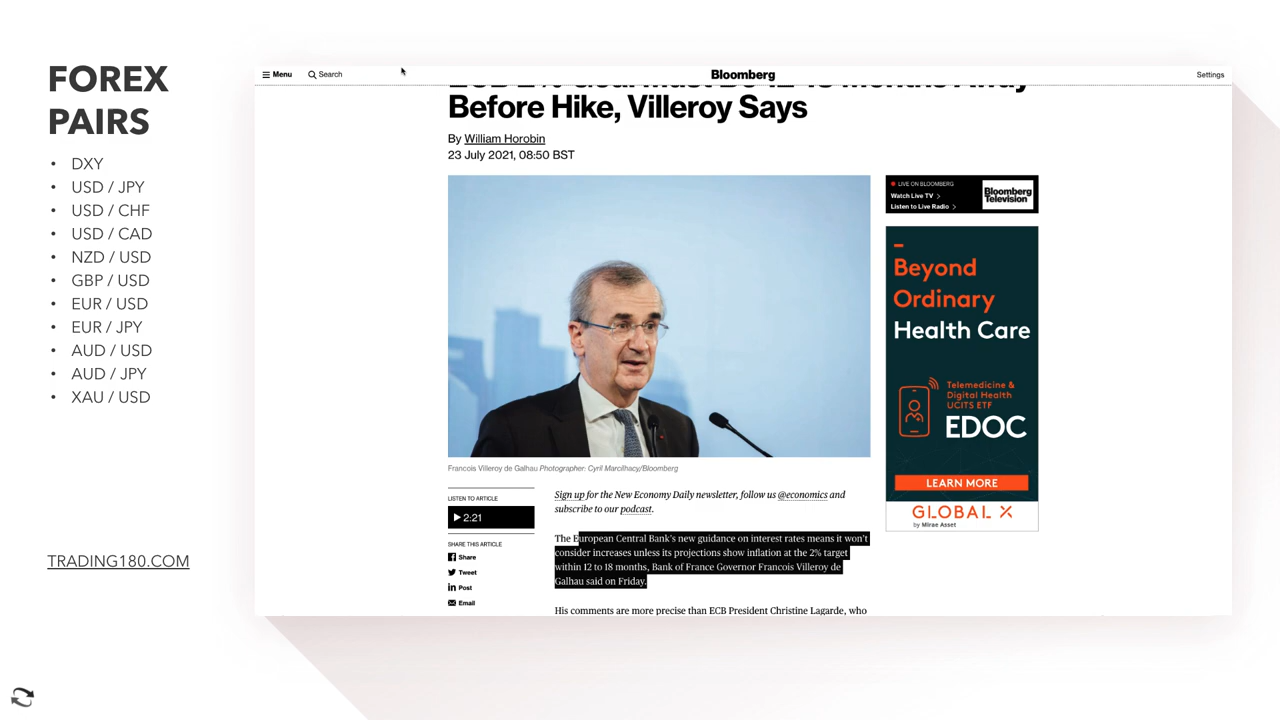 FOREX
PAIRS
• DXY
• USD / JPY
• USD / CHF
• USD / CAD
• NZD / USD
• GBP / USD
• EUR / USD
• EUR / JPY
• AUD / USD
• AUD / JPY
• XAU / USD
TRADING180.COM
Menu
Search
Bloomberg
Settings
Before Hike, Villeroy Says
By William Horobin
23 July 2021, 08:50 BST
LIVE ON BLOOMBERG
Watch Live TV >
Listen to Live Radio >
Bloomberg
Television
Beyond
Ordinary
Health Care
Telemedicine &
Digital Health
UCITS ETF
EDOC
LEARN MORE
GLOBAL X
by Mirae Asset
Francois Villeroy de Galhau Photographer: Cyril Marcilhacy/Bloomberg
LISTEN TO ARTICLE
2:21
SHARE THIS ARTICLE
Share
Tweet
Post
Email
Sign up for the New Economy Daily newsletter, follow us @economics and
subscribe to our podcast.
The European Central Bank's new guidance on interest rates means it won't
consider increases unless its projections show inflation at the 2% target
within 12 to 18 months, Bank of France Governor Francois Villeroy de
Galhau said on Friday.
His comments are more precise than ECB President Christine Lagarde, who